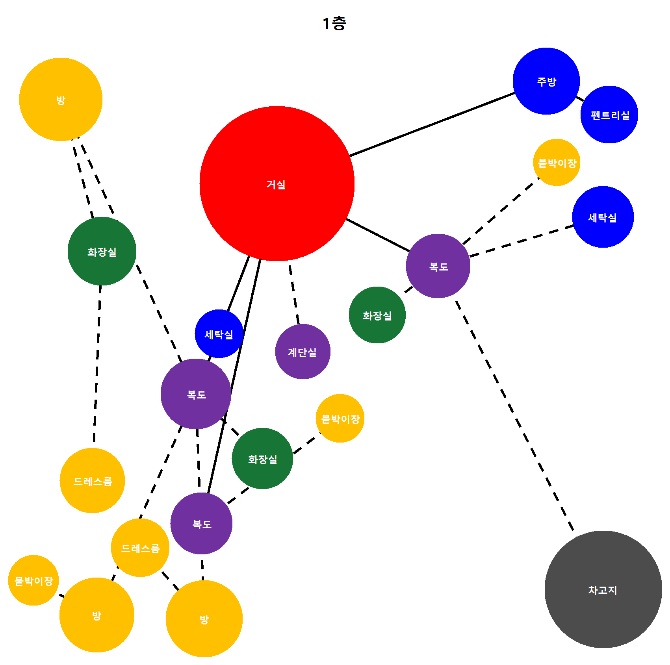 1층
주방
방
펜트리실
붙박이장
거실
세탁실
화장실
복도
화장실
세탁실
계단실
복도
붙박이장
화장실
드레스룸
복도
드레스룸
붙박이장
차고지
방
방